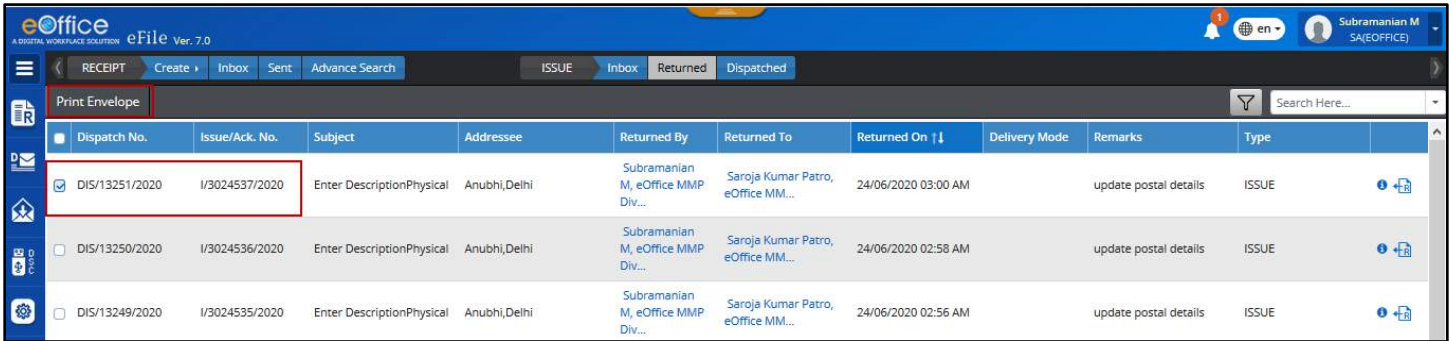 eOffice
A DIGITAL WORKPLACE SOLUTION eFile Ver. 7.0
1
en
Subramanian M
SA(EOFFICE)
RECEIPT Create Inbox Sent Advance Search ISSUE Inbox Returned Dispatched
Print Envelope
Search Here...
Dispatch No. Issue/Ack. No. Subject Addressee Returned By Returned To Returned On Delivery Mode Remarks Type
DIS/13251/2020 I/3024537/2020 Enter DescriptionPhysical Anubhi,Delhi
Subramanian
M, eOffice MMP
Div...
Saroja Kumar Patro,
eOffice MM...
24/06/2020 03:00 AM update postal details ISSUE
DIS/13250/2020 I/3024536/2020 Enter DescriptionPhysical Anubhi,Delhi
Subramanian
M, eOffice MMP
Div...
Saroja Kumar Patro,
eOffice MM...
24/06/2020 02:58 AM update postal details ISSUE
DIS/13249/2020 I/3024535/2020 Enter DescriptionPhysical Anubhi,Delhi
Subramanian
M, eOffice MMP
Div...
Saroja Kumar Patro,
eOffice MM...
24/06/2020 02:56 AM update postal details ISSUE
R
D
DSC